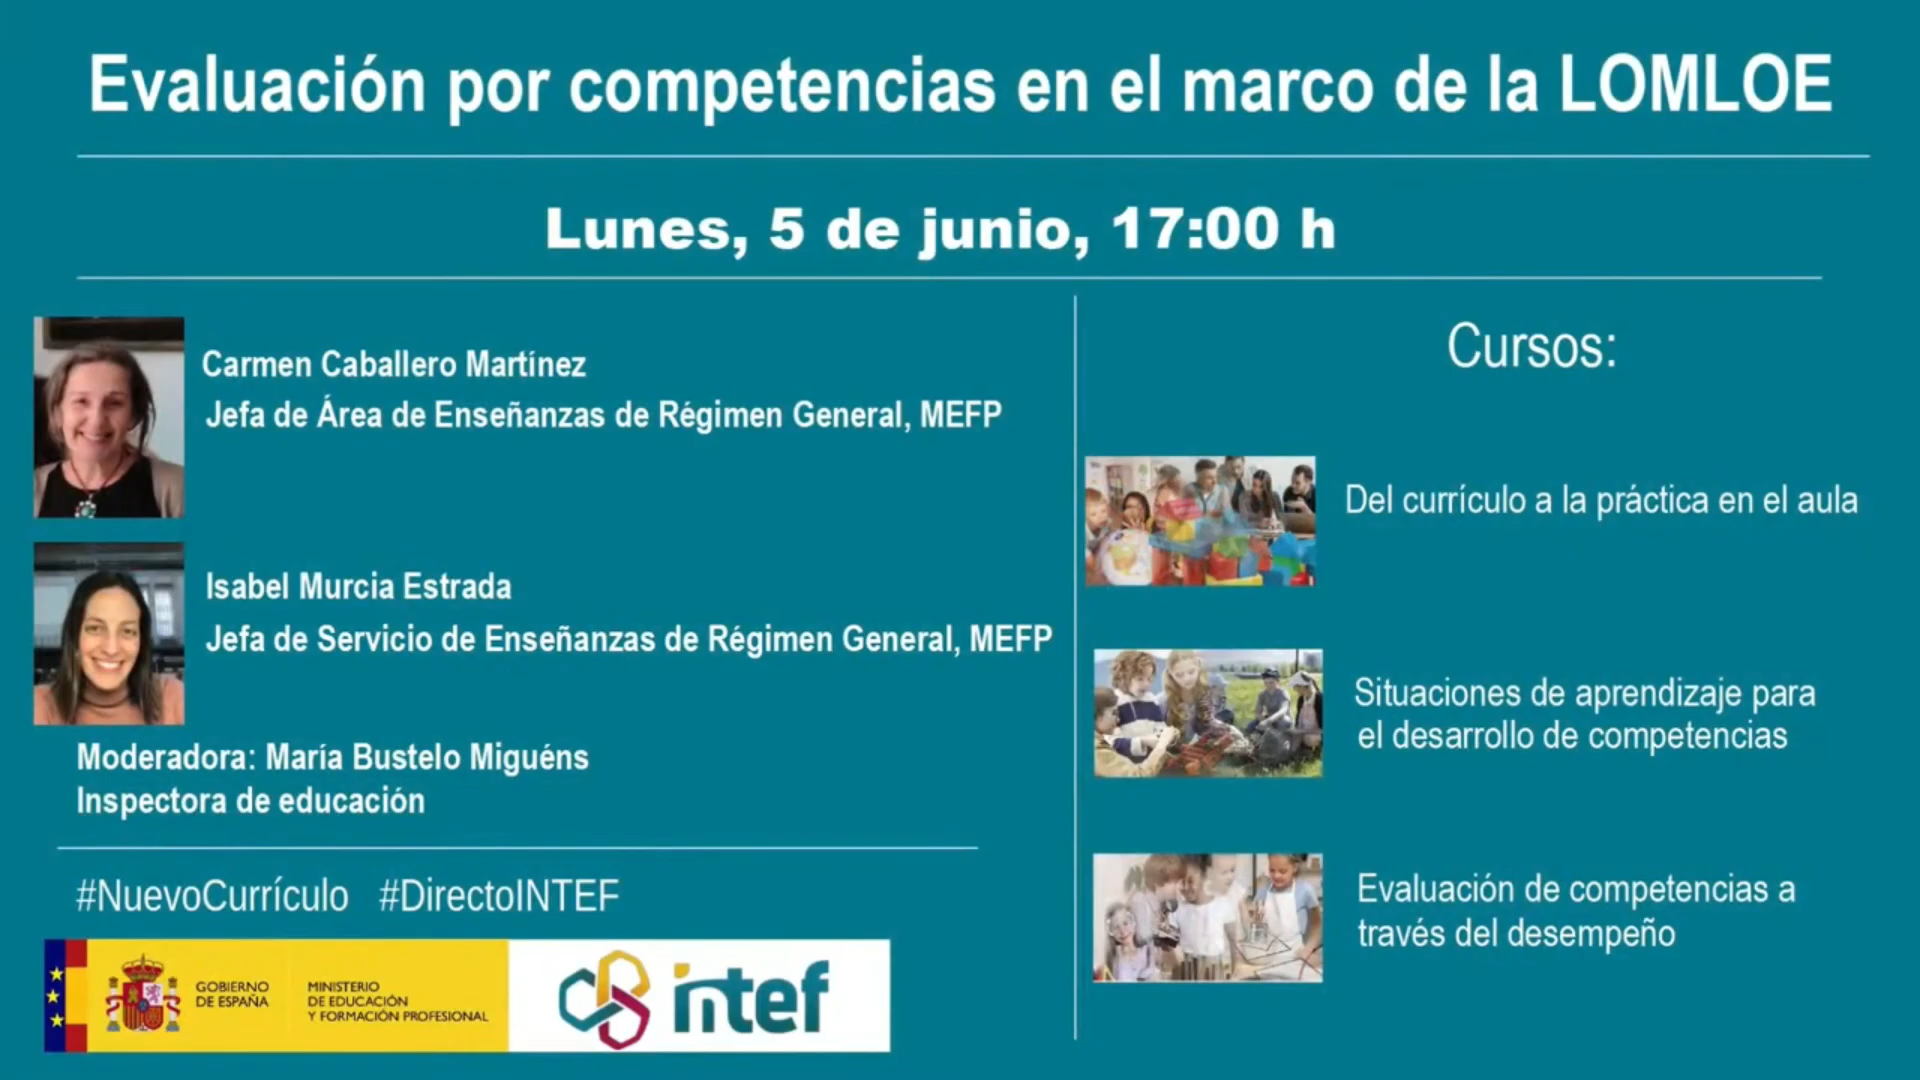 Evaluación por competencias en el marco de la LOMLOE
Lunes, 5 de junio, 17:00 h
Carmen Caballero Martínez
Jefa de Área de Enseñanzas de Régimen General, MEFP
Isabel Murcia Estrada
Jefa de Servicio de Enseñanzas de Régimen General, MEFP
Moderadora: María Bustelo Miguéns
Inspectora de educación
#NuevoCurrículo #DirectoINTEF
GOBIERNO
DE ESPAÑA
MINISTERIO
DE EDUCACIÓN
Y FORMACIÓN PROFESIONAL
intef
Cursos:
Del currículo a la práctica en el aula
Situaciones de aprendizaje para
el desarrollo de competencias
Evaluación de competencias a
través del desempeño